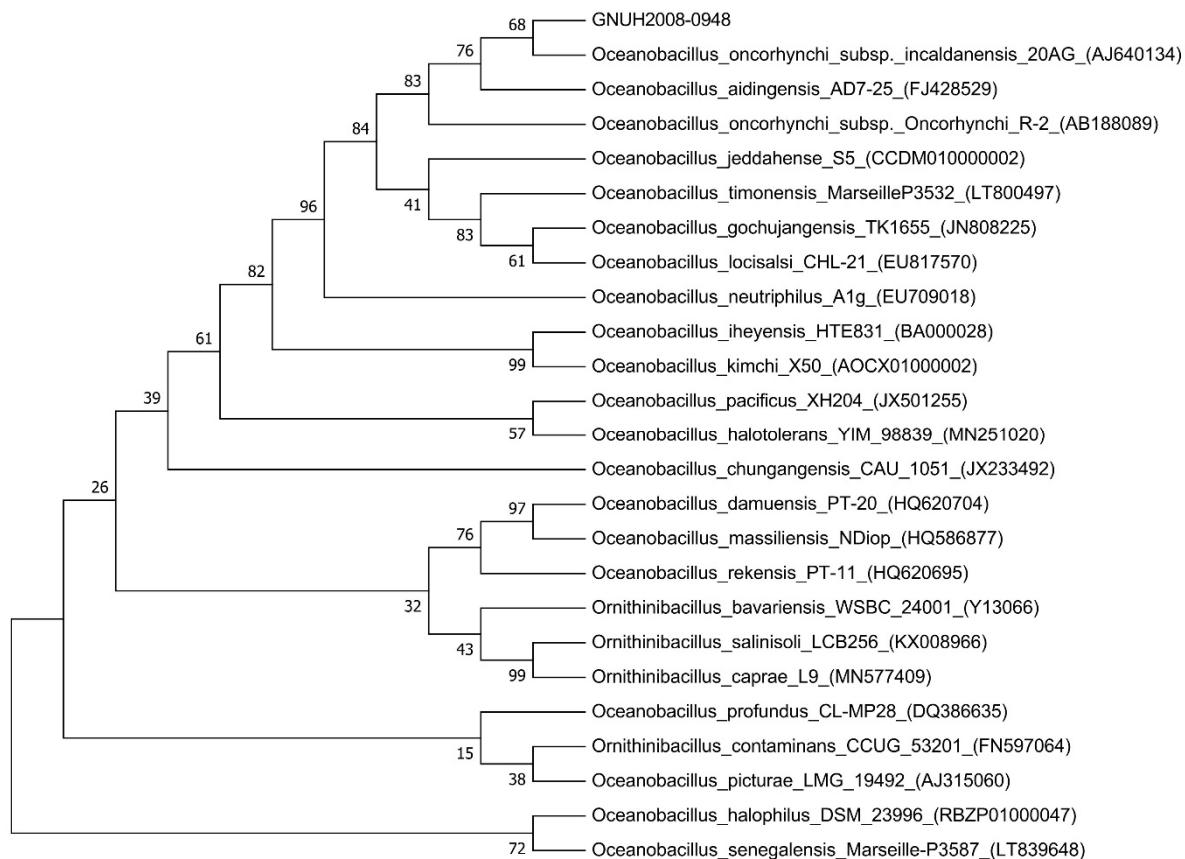 GNUH2008-0948
68
Oceanobacillus_oncorhynchi_subsp._incaldanensis_20AG_(AJ640134)
76
Oceanobacillus_aidingensis_AD7-25_(FJ428529)
83
Oceanobacillus_oncorhynchi_subsp._Oncorhynchi_R-2_(AB188089)
84
Oceanobacillus_jeddahense_S5_(CCDM010000002)
41
Oceanobacillus_timonensis_MarseilleP3532_(LT800497)
96
Oceanobacillus_gochujangensis_TK1655_(JN808225)
83
61
Oceanobacillus_locisalsi_CHL-21_(EU817570)
82
Oceanobacillus_neutriphilus_A1g_(EU709018)
61
Oceanobacillus_iheyensis_HTE831_(BA000028)
99
Oceanobacillus_kimchi_X50_(AOCX01000002)
39
Oceanobacillus_pacificus_XH204_(JX501255)
57
Oceanobacillus_halotolerans_YIM_98839_(MN251020)
Oceanobacillus_chungangensis_CAU_1051_(JX233492)
26
97
Oceanobacillus_damuensis_PT-20_(HQ620704)
76
Oceanobacillus_massiliensis_NDiop_(HQ586877)
Oceanobacillus_rekensis_PT-11_(HQ620695)
32
Ornithinibacillus_bavariensis_WSBC_24001_(Y13066)
43
Ornithinibacillus_salinisoli_LCB256_(KX008966)
99
Ornithinibacillus_caprae_L9_(MN577409)
Oceanobacillus_profundus_CL-MP28_(DQ386635)
15
Ornithinibacillus_contaminans_CCUG_53201_(FN597064)
38
Oceanobacillus_picturae_LMG_19492_(AJ315060)
Oceanobacillus_halophilus_DSM_23996_(RBZP01000047)
72
Oceanobacillus_senegalensis_Marseille-P3587_(LT839648)